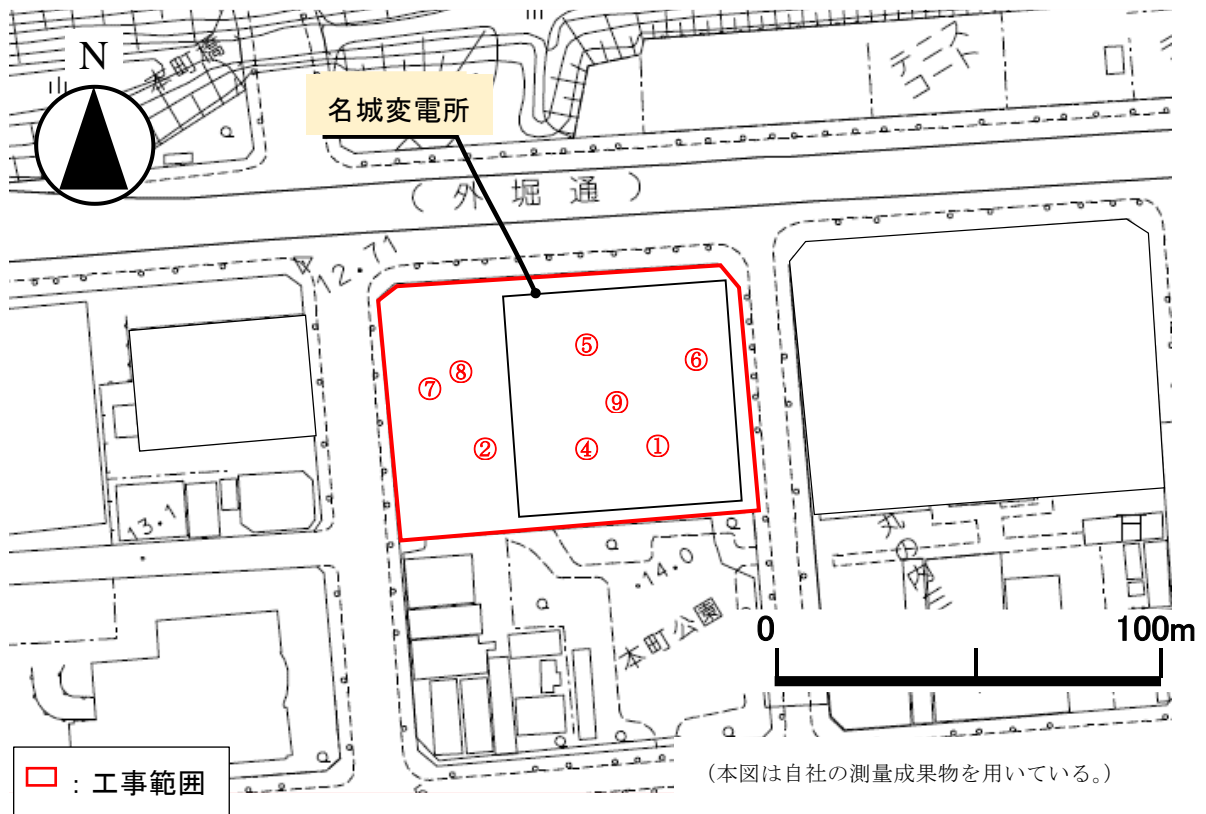 N
本町橋
テニス
コート
名城変電所
(外堀通)
12.71
⑤
⑥
⑧
⑦
⑨
②
④
①
13.1
丸の内
.14.0
本町公園
0
100m
：工事範囲
（本図は自社の測量成果物を用いている。）